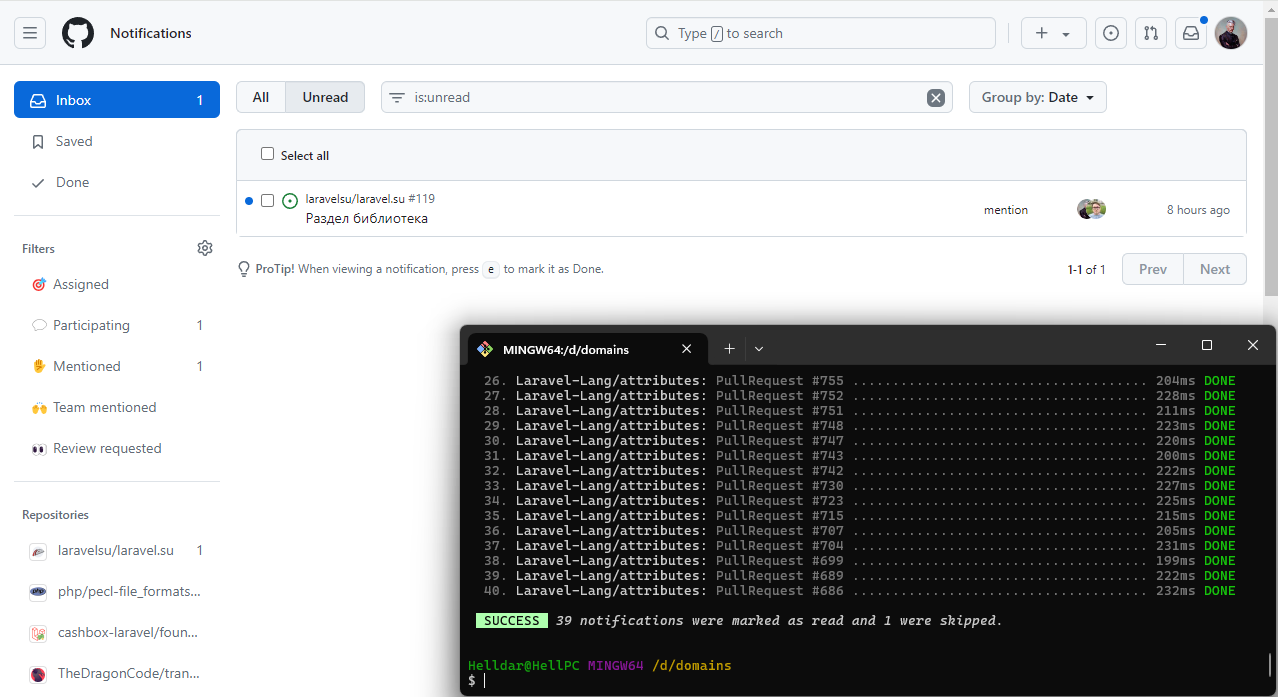 Notifications
Type / to search
Inbox 1
Saved
Done
Filters
Assigned
Participating 1
Mentioned 1
Team mentioned
Review requested
Repositories
laravelsu/laravel.su 1
php/pecl-file_formats...
cashbox-laravel/foun...
TheDragonCode/tran...
All Unread
is:unread
Group by: Date
Select all
laravelsu/laravel.su #119
Раздел библиотека
mention
8 hours ago
ProTip! When viewing a notification, press e to mark it as Done.
1-1 of 1
Prev Next
MINGW64:/d/domains
26. Laravel-Lang/attributes: PullRequest #755 ..................................... 204ms DONE
27. Laravel-Lang/attributes: PullRequest #752 ..................................... 228ms DONE
28. Laravel-Lang/attributes: PullRequest #751 ..................................... 211ms DONE
29. Laravel-Lang/attributes: PullRequest #748 ..................................... 223ms DONE
30. Laravel-Lang/attributes: PullRequest #747 ..................................... 220ms DONE
31. Laravel-Lang/attributes: PullRequest #743 ..................................... 200ms DONE
32. Laravel-Lang/attributes: PullRequest #742 ..................................... 222ms DONE
33. Laravel-Lang/attributes: PullRequest #730 ..................................... 227ms DONE
34. Laravel-Lang/attributes: PullRequest #723 ..................................... 225ms DONE
35. Laravel-Lang/attributes: PullRequest #715 ..................................... 215ms DONE
36. Laravel-Lang/attributes: PullRequest #707 ..................................... 205ms DONE
37. Laravel-Lang/attributes: PullRequest #704 ..................................... 231ms DONE
38. Laravel-Lang/attributes: PullRequest #699 ..................................... 199ms DONE
39. Laravel-Lang/attributes: PullRequest #689 ..................................... 222ms DONE
40. Laravel-Lang/attributes: PullRequest #686 ..................................... 232ms DONE
SUCCESS 39 notifications were marked as read and 1 were skipped.
Helldar@HellPC MINGW64 /d/domains
$